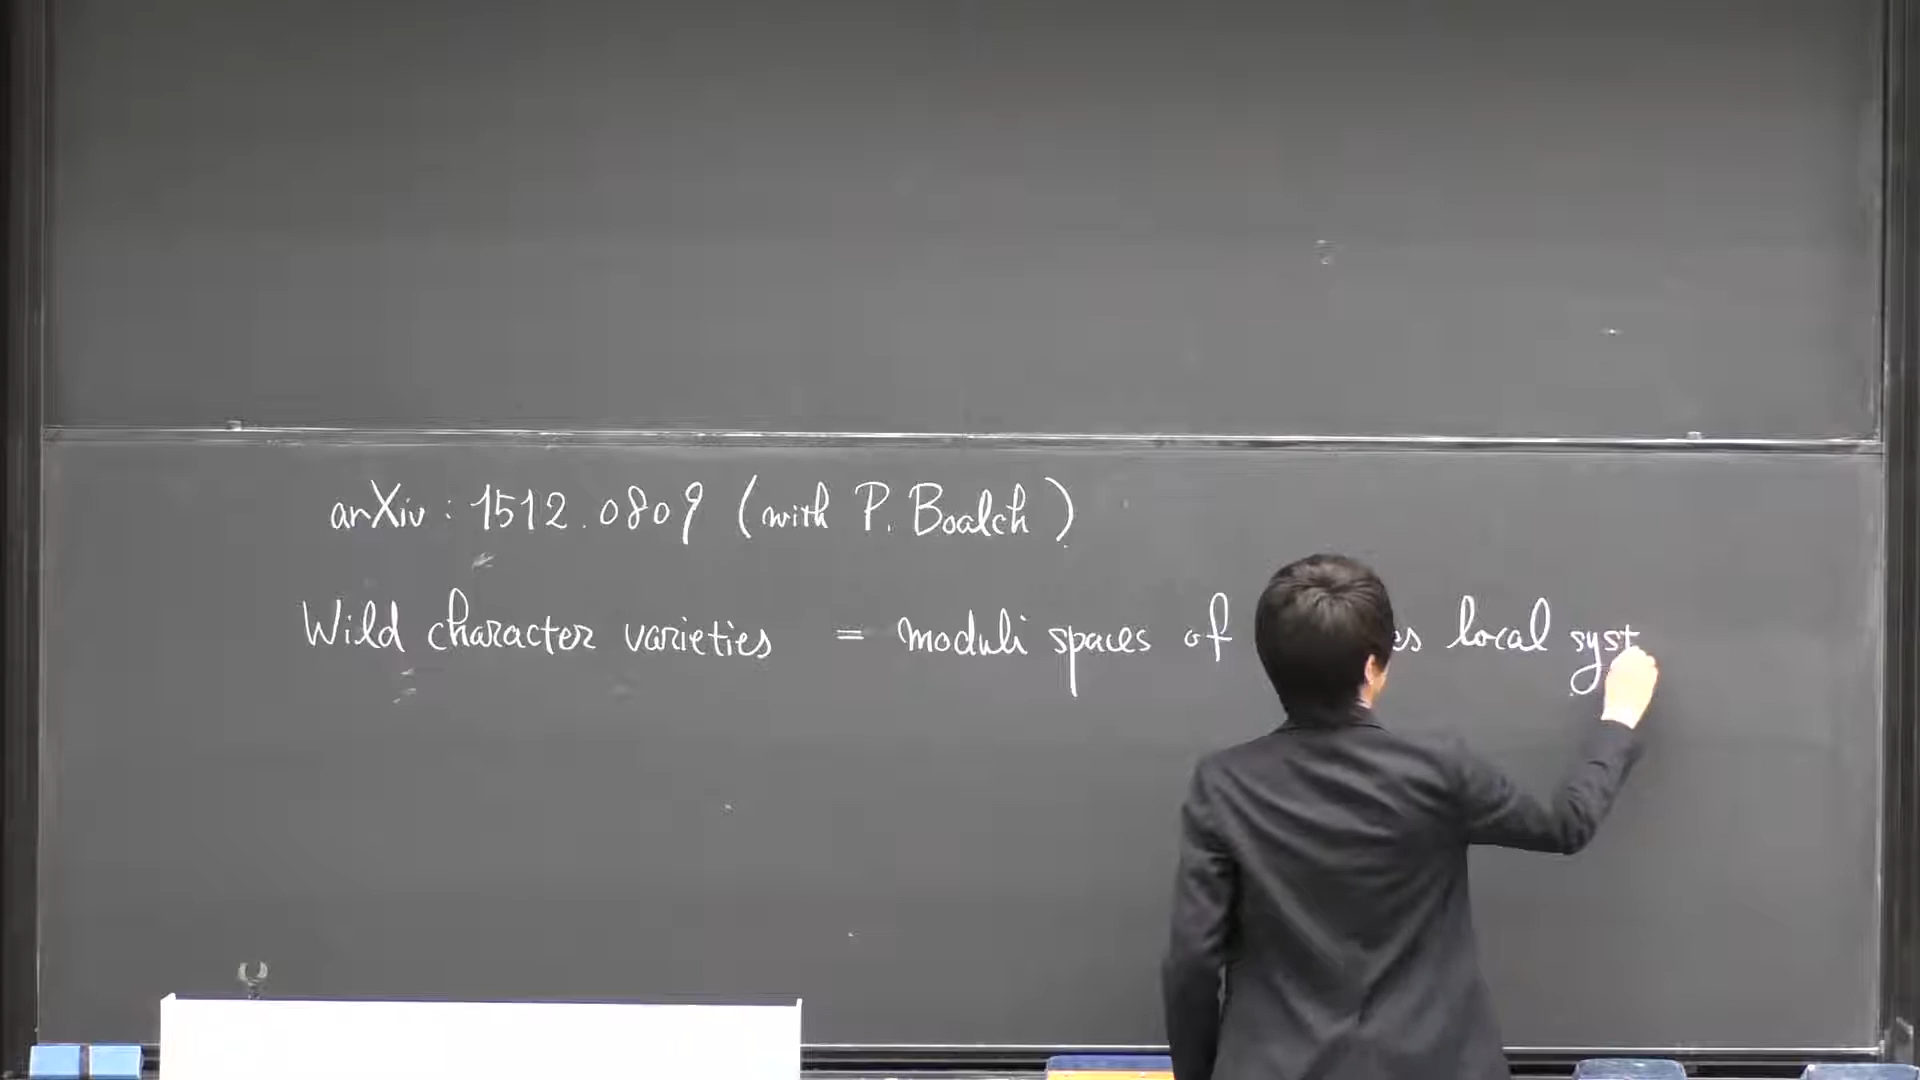 arXiv : 1512.0809 (with P. Boalch)
Wild character varieties = moduli spaces of local syst